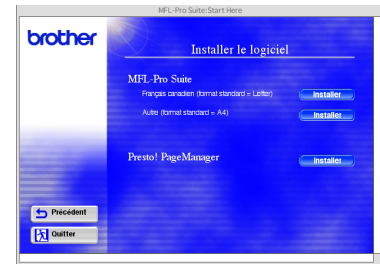 MFL-Pro Suite:Start Here
brother
Installer le logiciel
MFL-Pro Suite
Français canadien (format standard = Letter)
Installer
Autre (format standard = A4)
Installer
Presto! PageManager
Installer
Précédent
Quitter